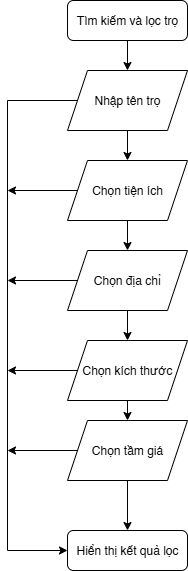 Tìm kiếm và lọc trọ
Nhập tên trọ
Chọn tiện ích
Chọn địa chỉ
Chọn kích thước
Chọn tầm giá
Hiển thị kết quả lọc